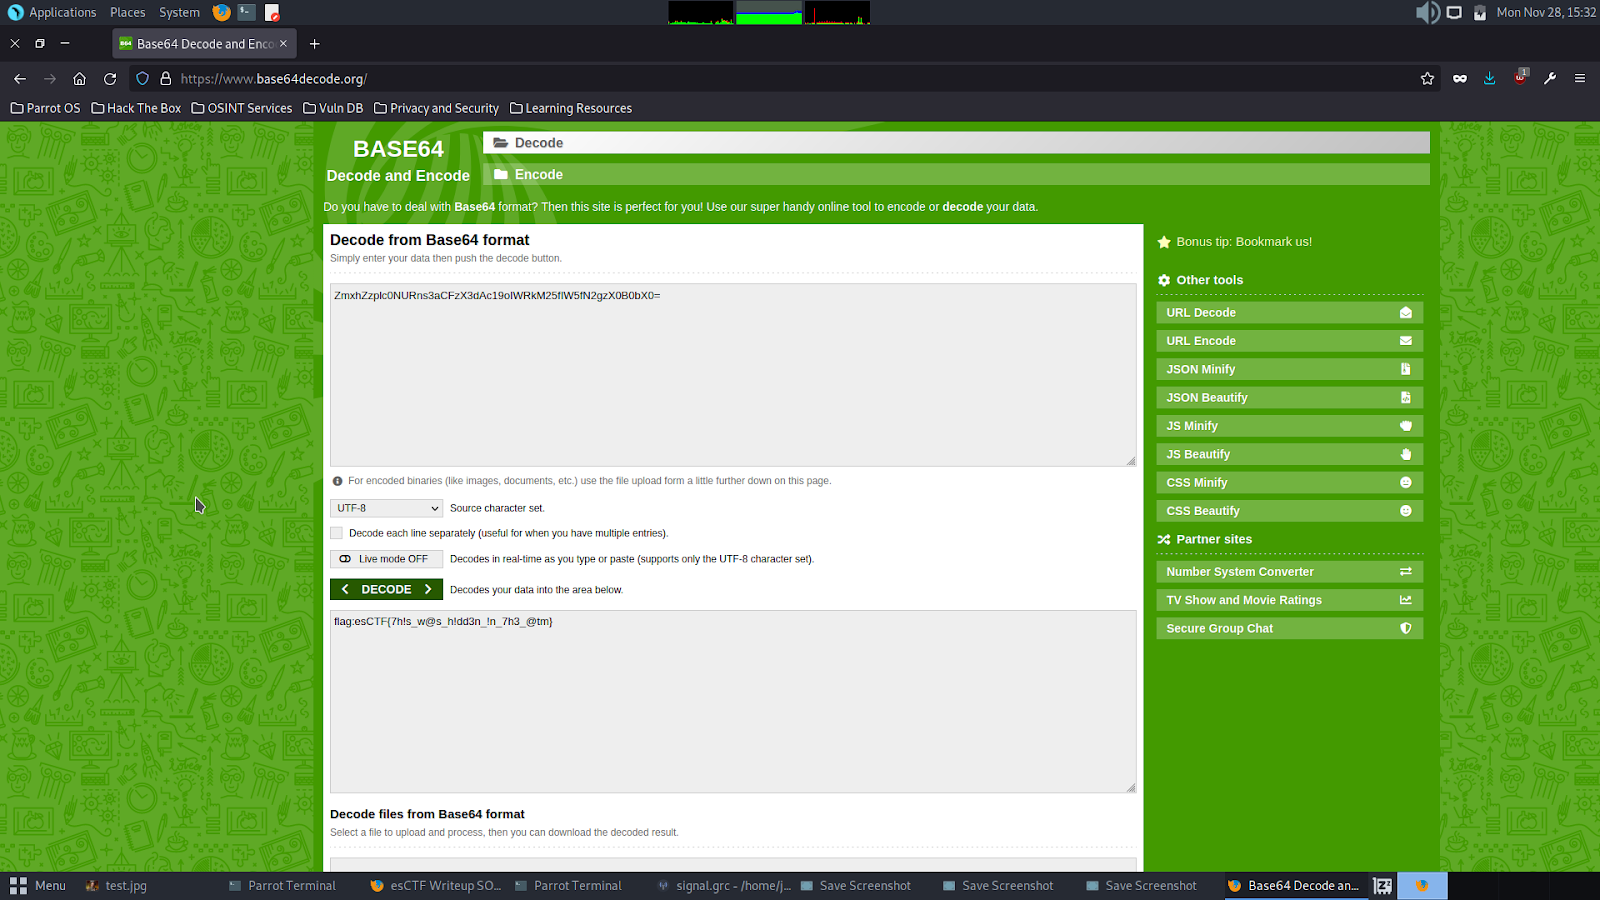 Applications Places System
Mon Nov 28, 15:32
B64 Base64 Decode and Enco
https://www.base64decode.org/
1
Parrot OS Hack The Box OSINT Services Vuln DB Privacy and Security Learning Resources
BASE64
Decode and Encode
Decode
Encode
Do you have to deal with Base64 format? Then this site is perfect for you! Use our super handy online tool to encode or decode your data.
Decode from Base64 format
Simply enter your data then push the decode button.
ZmxhZzplc0NURns3aCFzX3dAc19oIWRkM25fIW5fN2gzX0B0bX0=
For encoded binaries (like images, documents, etc.) use the file upload form a little further down on this page.
UTF-8 Source character set.
Decode each line separately (useful for when you have multiple entries).
Live mode OFF Decodes in real-time as you type or paste (supports only the UTF-8 character set).
DECODE Decodes your data into the area below.
flag:esCTF{7h!s_w@s_h!dd3n_!n_7h3_@tm}
Decode files from Base64 format
Select a file to upload and process, then you can download the decoded result.
Bonus tip: Bookmark us!
Other tools
URL Decode
URL Encode
JSON Minify
JSON Beautify
JS Minify
JS Beautify
CSS Minify
CSS Beautify
Partner sites
Number System Converter
TV Show and Movie Ratings
Secure Group Chat
Menu test.jpg Parrot Terminal esCTF Writeup SO... Parrot Terminal signal.grc - /home/j... Save Screenshot Save Screenshot Save Screenshot Base64 Decode an...